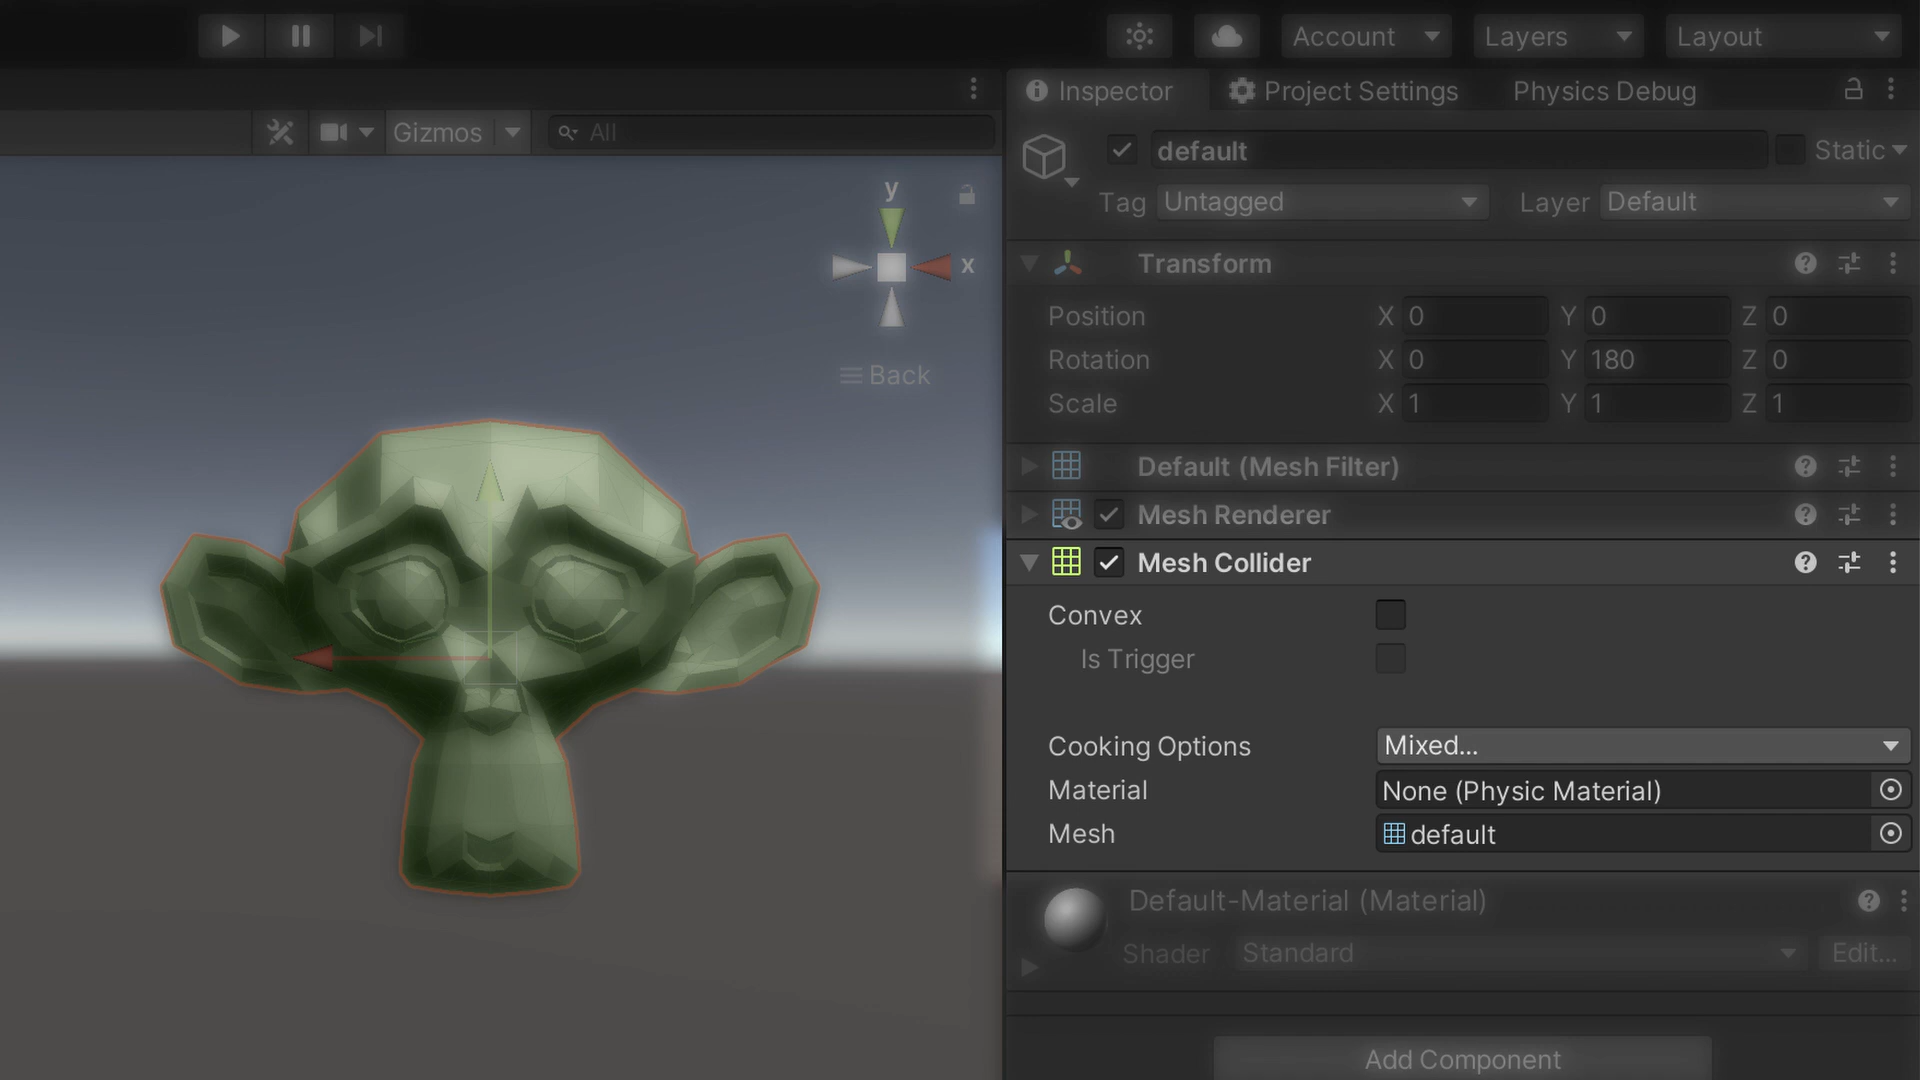 Account
Layers
Layout
Inspector
Project Settings
Physics Debug
Gizmos
All
default
Static
Tag Untagged
Layer Default
y
x
Back
Transform
Position X 0 Y 0 Z 0
Rotation X 0 Y 180 Z 0
Scale X 1 Y 1 Z 1
Default (Mesh Filter)
Mesh Renderer
Mesh Collider
Convex
Is Trigger
Cooking Options Mixed...
Material None (Physic Material)
Mesh default
Default-Material (Material)
Shader Standard Edit...
Add Component